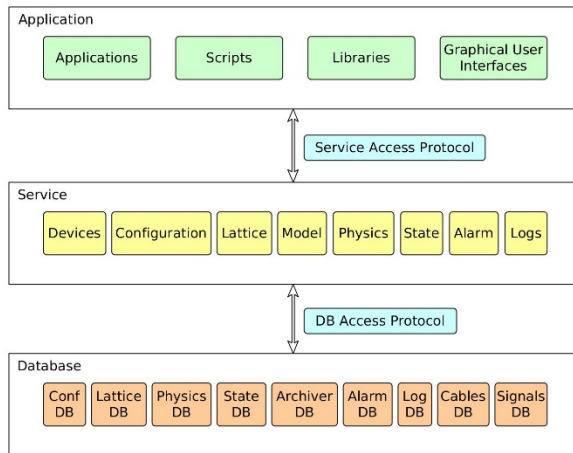 Application
Applications Scripts Libraries Graphical User
Interfaces
Service Access Protocol
Service
Devices Configuration Lattice Model Physics State Alarm Logs
DB Access Protocol
Database
Conf Lattice Physics State Archiver Alarm Log Cables Signals
DB DB DB DB DB DB DB DB DB